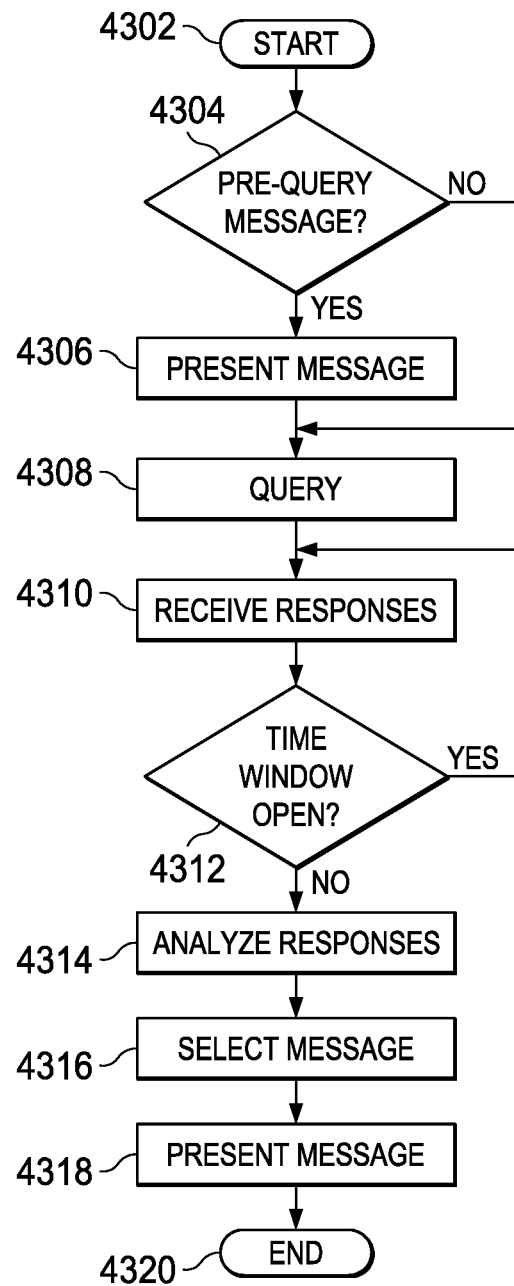 4302
START
4304
PRE-QUERY
MESSAGE?
NO
YES
4306
PRESENT MESSAGE
4308
QUERY
4310
RECEIVE RESPONSES
TIME
WINDOW
OPEN?
YES
4312
NO
4314
ANALYZE RESPONSES
4316
SELECT MESSAGE
4318
PRESENT MESSAGE
4320
END